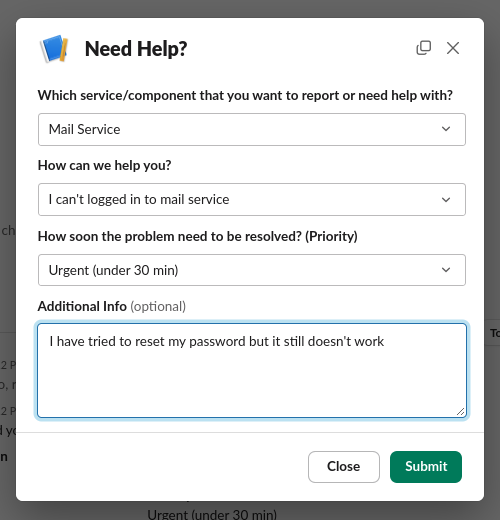 Need Help?
Which service/component that you want to report or need help with?
Mail Service
How can we help you?
I can't logged in to mail service
How soon the problem need to be resolved? (Priority)
Urgent (under 30 min)
Additional Info (optional)
I have tried to reset my password but it still doesn't work
Close
Submit
Urgent (under 30 min)